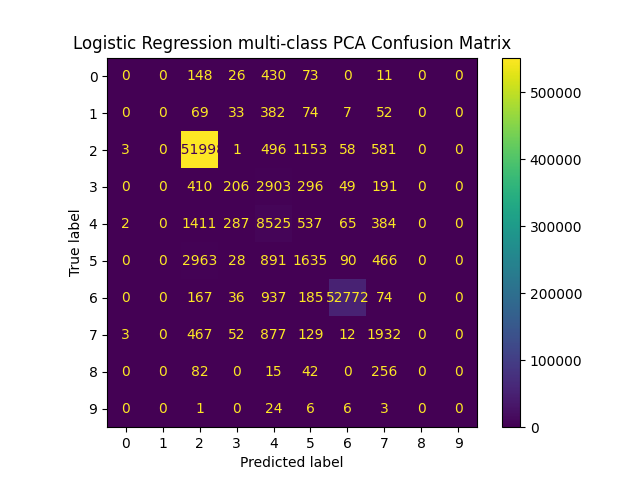 Logistic Regression multi-class PCA Confusion Matrix
0 0 0 148 26 430 73 0 11 0 0
1 0 0 69 33 382 74 7 52 0 0
2 3 0 1 496 1153 58 581 0 0
3 0 0 410 206 2903 296 49 191 0 0
4 2 0 1411 287 8525 537 65 384 0 0
5 0 0 2963 28 891 1635 90 466 0 0
6 0 0 167 36 937 185 52772 74 0 0
7 3 0 467 52 877 129 12 1932 0 0
8 0 0 82 0 15 42 0 256 0 0
9 0 0 1 0 24 6 6 3 0 0
0 1 2 3 4 5 6 7 8 9
Predicted label
True label
500000
400000
300000
200000
100000
0